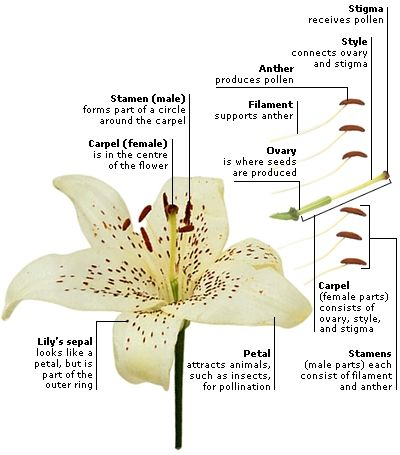 Stigma
receives pollen
Style
connects ovary
and stigma
Anther
produces pollen
Stamen (male)
forms part of a circle
around the carpel
Filament
supports anther
Carpel (female)
is in the centre
of the flower
Ovary
is where seeds
are produced
Carpel
(female parts)
consists of
ovary, style,
and stigma
Lily's sepal
looks like a
petal, but is
part of the
outer ring
Petal
attracts animals,
such as insects,
for pollination
Stamens
(male parts) each
consist of filament
and anther